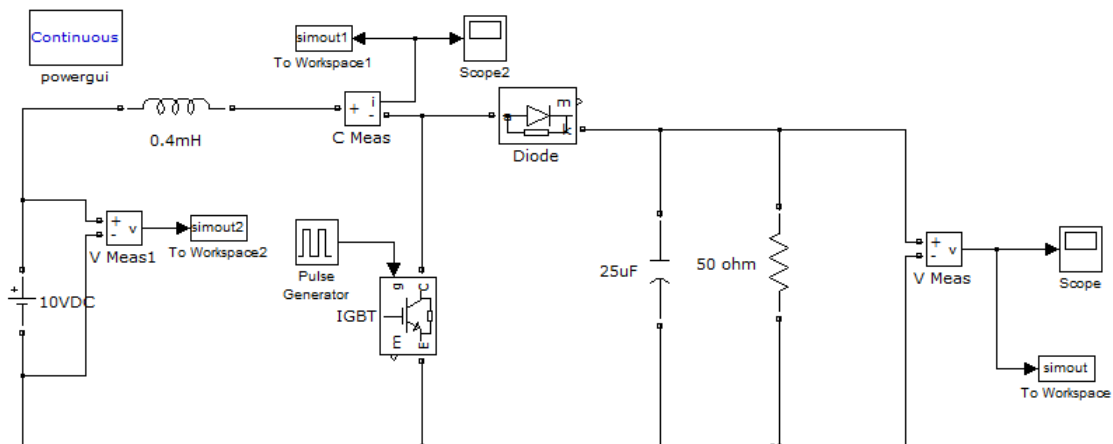 Continuous
powergui
simout1
To Workspace1
Scope2
0.4mH
+
i
-
C Meas
m
a
k
Diode
+
-
v
V Meas1
simout2
To Workspace2
Pulse
Generator
+
10VDC
g
C
IGBT
m
E
25uF
50 ohm
+
-
v
V Meas
Scope
simout
To Workspace